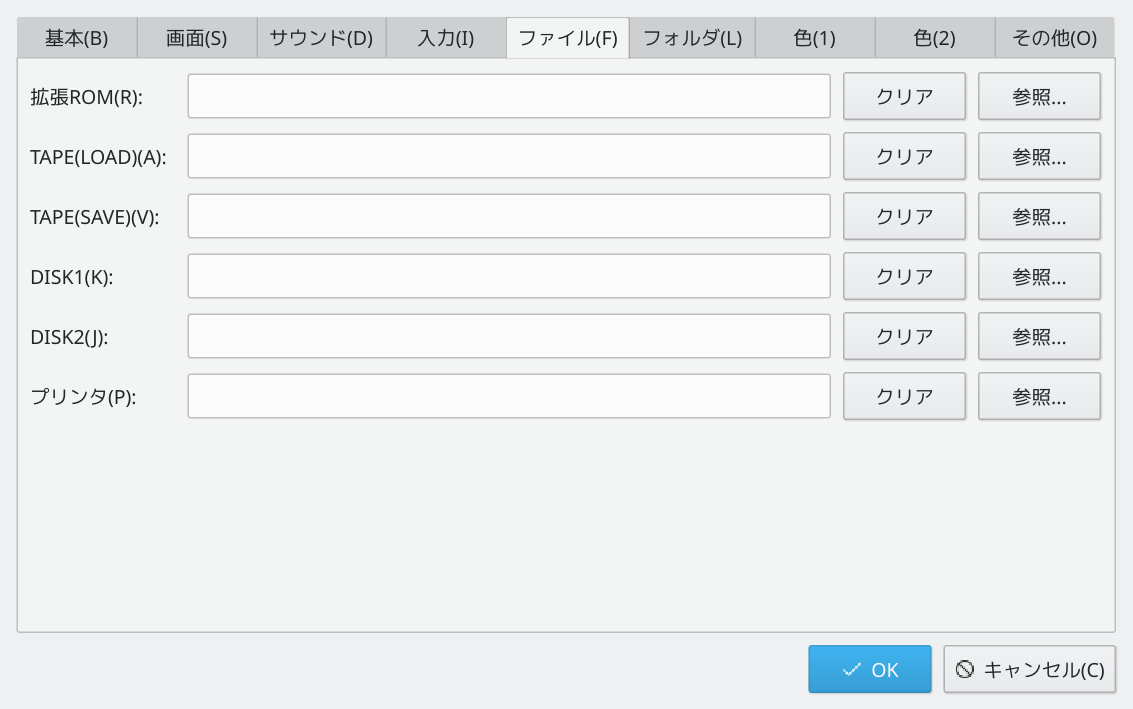 基本(B) 画面(S) サウンド(D) 入力(I) ファイル(F) フォルダ(L) 色(1) 色(2) その他(O)
拡張ROM(R): クリア 参照...
TAPE(LOAD)(A): クリア 参照...
TAPE(SAVE)(V): クリア 参照...
DISK1(K): クリア 参照...
DISK2(J): クリア 参照...
プリンタ(P): クリア 参照...
OK キャンセル(C)